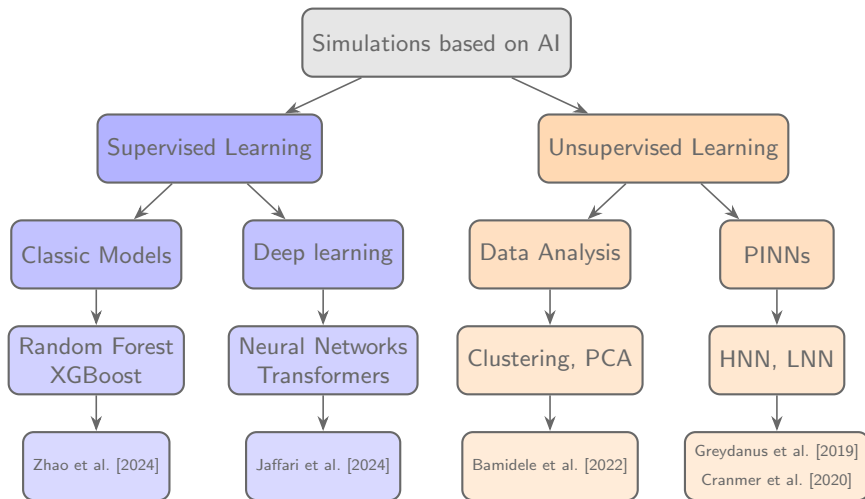 Simulations based on AI
Supervised Learning
Unsupervised Learning
Classic Models
Deep learning
Data Analysis
PINNs
Random Forest
XGBoost
Neural Networks
Transformers
Clustering, PCA
HNN, LNN
Zhao et al. [2024]
Jaffari et al. [2024]
Bamidele et al. [2022]
Greydanus et al. [2019]
Cranmer et al. [2020]